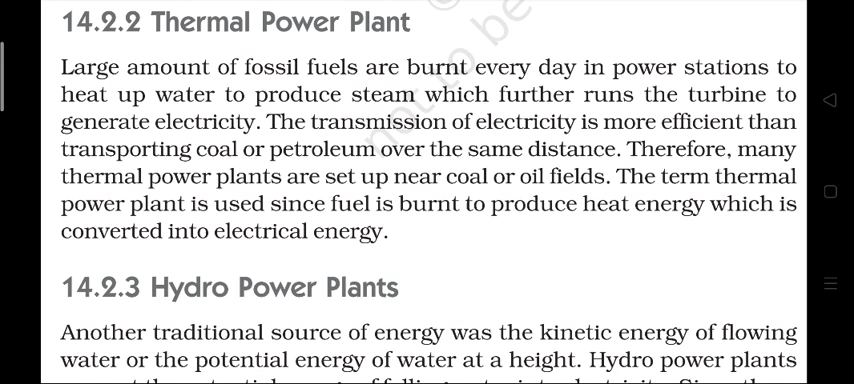 14.2.2 Thermal Power Plant
Large amount of fossil fuels are burnt every day in power stations to
heat up water to produce steam which further runs the turbine to
generate electricity. The transmission of electricity is more efficient than
transporting coal or petroleum over the same distance. Therefore, many
thermal power plants are set up near coal or oil fields. The term thermal
power plant is used since fuel is burnt to produce heat energy which is
converted into electrical energy.
14.2.3 Hydro Power Plants
Another traditional source of energy was the kinetic energy of flowing
water or the potential energy of water at a height. Hydro power plants
not to be